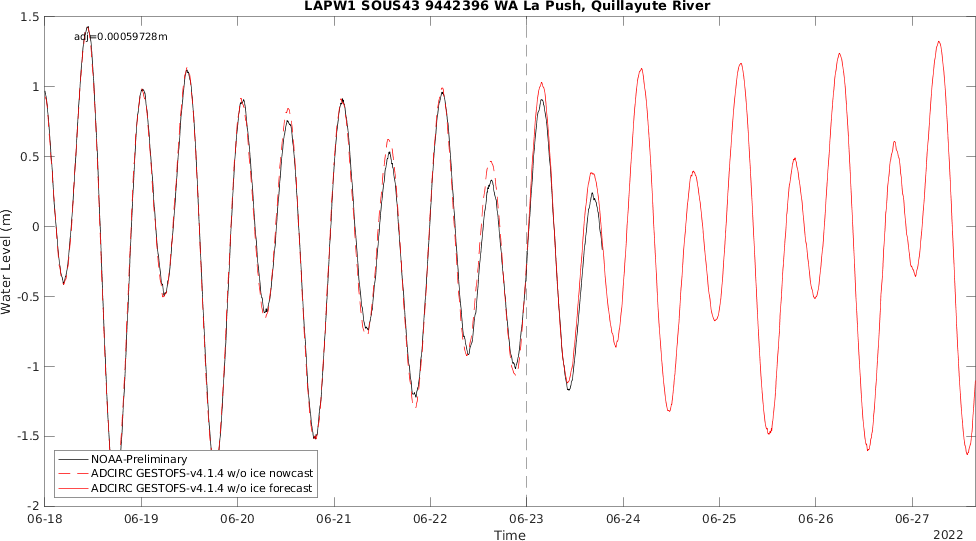 LAPW1 SOUS43 9442396 WA La Push, Quillayute River
adj=0.00059728m
1.5
1
0.5
0
-0.5
-1
-1.5
-2
Water Level (m)
NOAA-Preliminary
ADCIRC GESTOFS-v4.1.4 w/o ice nowcast
ADCIRC GESTOFS-v4.1.4 w/o ice forecast
06-18 06-19 06-20 06-21 06-22 06-23 06-24 06-25 06-26 06-27
Time
2022